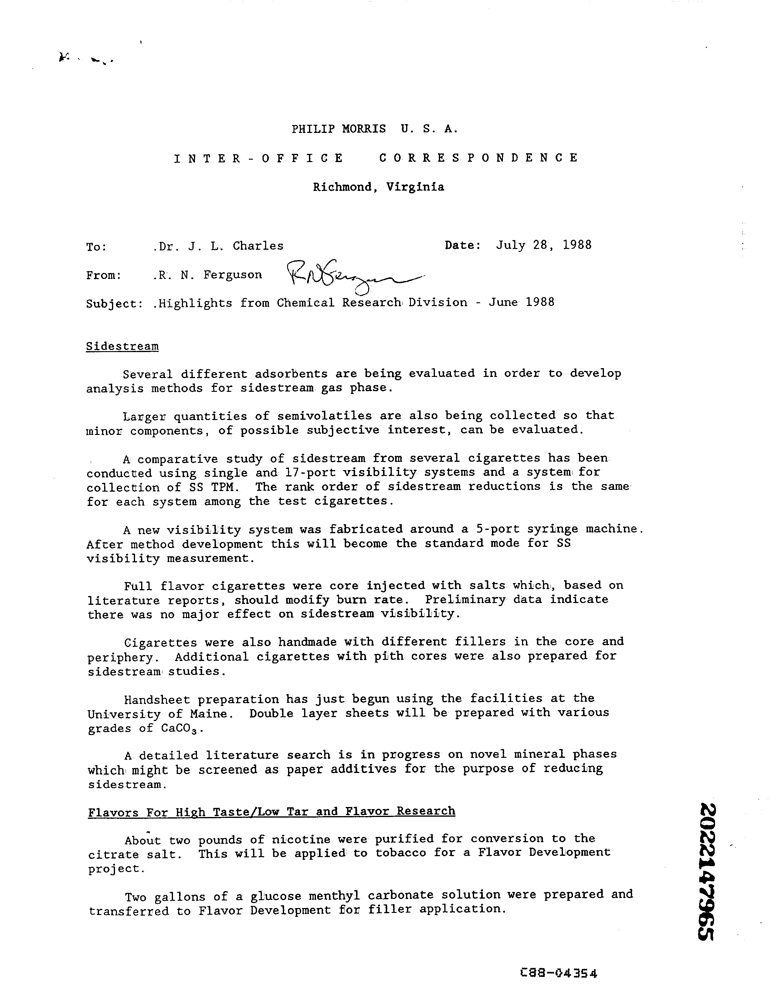 PHILIP MORRIS U. S. A.
INTER-OFFICE CORRESPONDENCE
Richmond, Virginia
To: .Dr. J. L. Charles Date: July 28, 1988
From: .R. N. Ferguson RNFerguson
Subject: .Highlights from Chemical Research Division - June 1988
Sidestream
Several different adsorbents are being evaluated in order to develop
analysis methods for sidestream gas phase.
Larger quantities of semivolatiles are also being collected so that
minor components, of possible subjective interest, can be evaluated.
A comparative study of sidestream from several cigarettes has been
conducted using single and 17-port visibility systems and a system for
collection of SS TPM. The rank order of sidestream reductions is the same
for each system among the test cigarettes.
A new visibility system was fabricated around a 5-port syringe machine.
After method development this will become the standard mode for SS
visibility measurement.
Full flavor cigarettes were core injected with salts which, based on
literature reports, should modify burn rate. Preliminary data indicate
there was no major effect on sidestream visibility.
Cigarettes were also handmade with different fillers in the core and
periphery. Additional cigarettes with pith cores were also prepared for
sidestream studies.
Handsheet preparation has just begun using the facilities at the
University of Maine. Double layer sheets will be prepared with various
grades of CaCO₃.
A detailed literature search is in progress on novel mineral phases
which might be screened as paper additives for the purpose of reducing
sidestream.
Flavors For High Taste/Low Tar and Flavor Research
About two pounds of nicotine were purified for conversion to the
citrate salt. This will be applied to tobacco for a Flavor Development
project.
Two gallons of a glucose menthyl carbonate solution were prepared and
transferred to Flavor Development for filler application.
2022147965
C88-04354